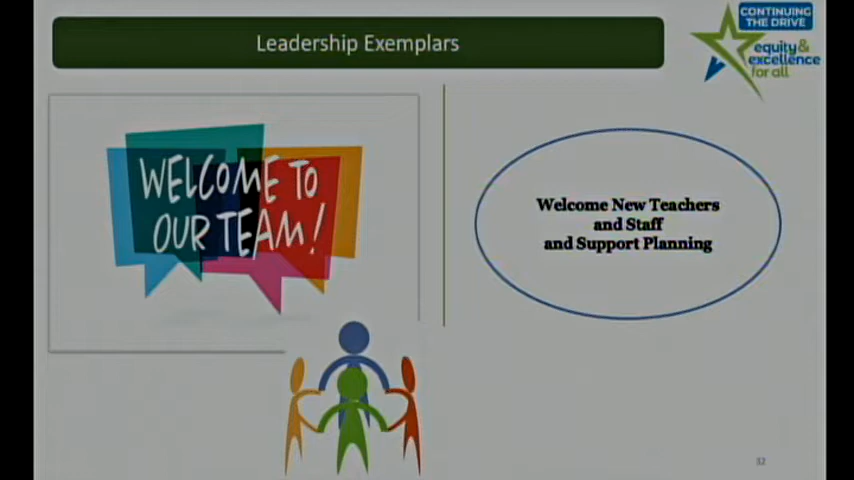 Leadership Exemplars
CONTINUING
THE DRIVE
equity &
excellence
for all
WELCOME TO
OUR TEAM!
Welcome New Teachers
and Staff
and Support Planning
32